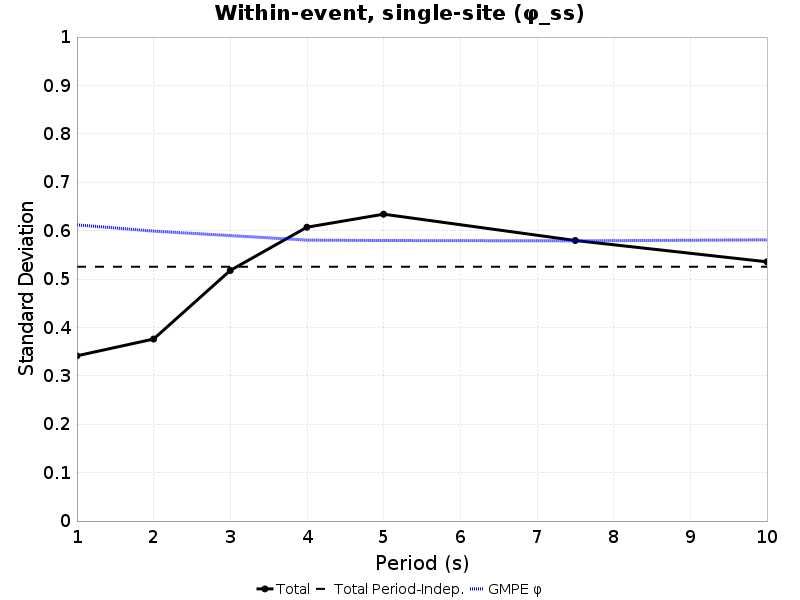 Within-event, single-site (φ_ss)
1
0.9
0.8
0.7
0.6
0.5
0.4
0.3
0.2
0.1
0
Standard Deviation
1 2 3 4 5 6 7 8 9 10
Period (s)
Total Total Period-Indep. GMPE φ